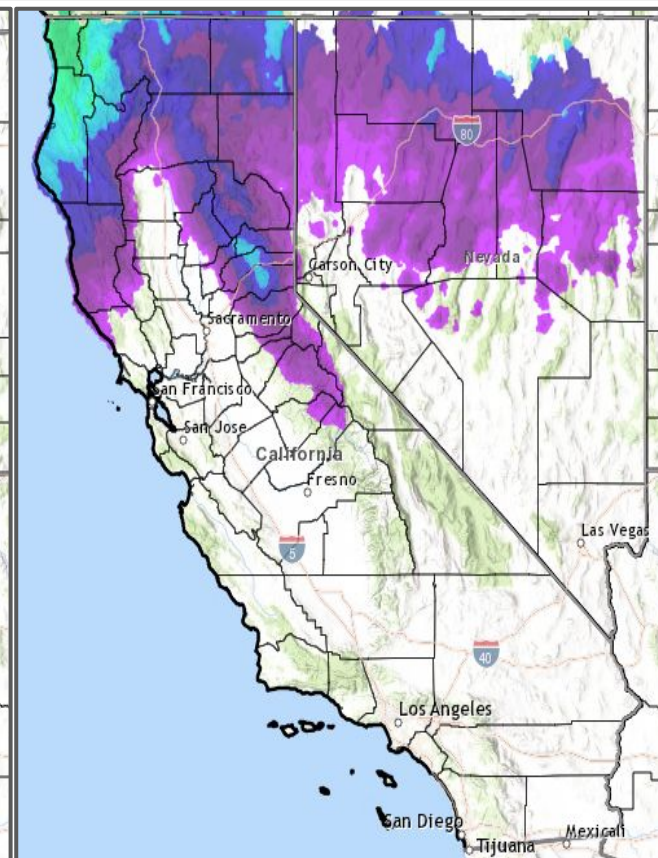 80
Nevada
Carson City
Sacramento
San Francisco
San Jose
California
Fresno
5
Las Vegas
40
Los Angeles
San Diego
Mexicali
Tijuana